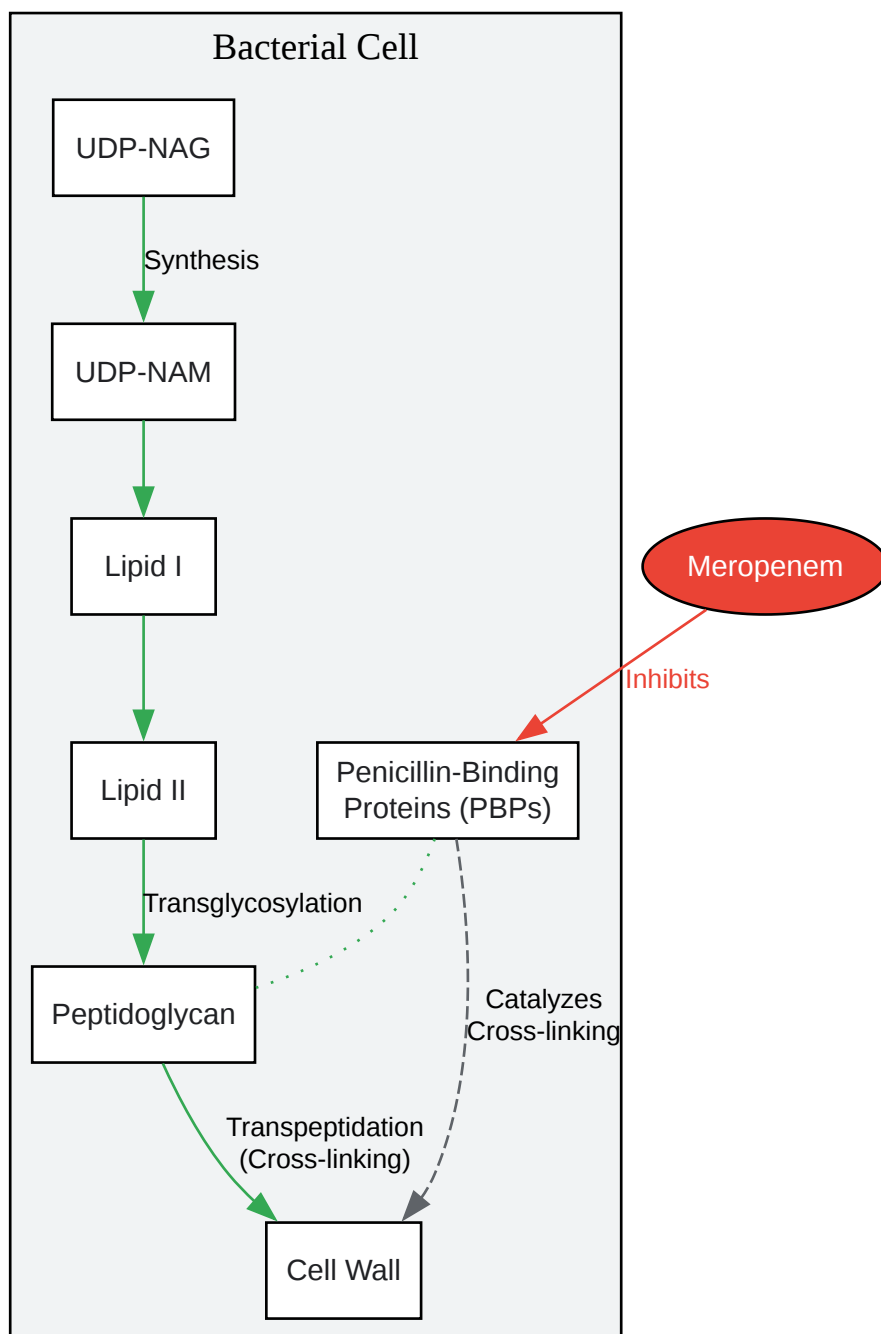 Bacterial Cell
UDP-NAG
Synthesis
UDP-NAM
Lipid I
Meropenem
Inhibits
Lipid II
Penicillin-Binding
Proteins (PBPs)
Transglycosylation
Peptidoglycan
Catalyzes
Cross-linking
Transpeptidation
(Cross-linking)
Cell Wall